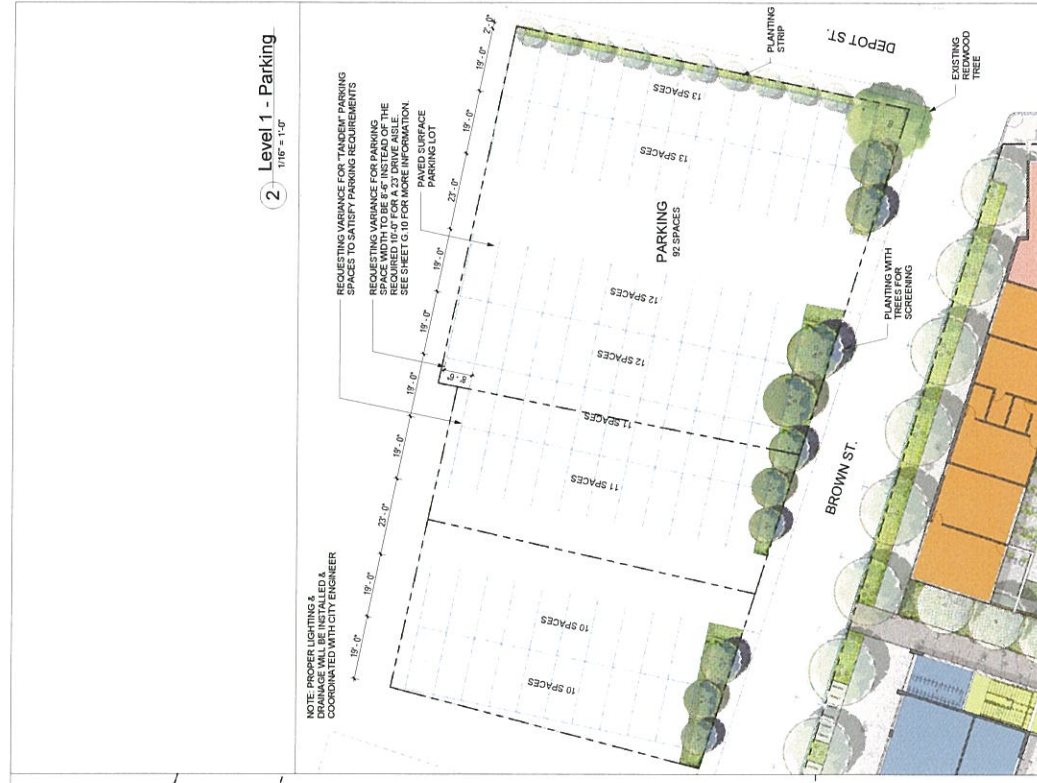 2 Level 1 - Parking
1/16" = 1'-0"
REQUESTING VARIANCE FOR "TANDEM" PARKING
SPACES TO SATISFY PARKING REQUIREMENTS
REQUESTING VARIANCE FOR PARKING
SPACE WIDTH TO BE 8'-6" INSTEAD OF THE
REQUIRED 10'-0" FOR A 23' DRIVE AISLE.
SEE SHEET G.10 FOR MORE INFORMATION.
PAVED SURFACE
PARKING LOT
NOTE: PROPER LIGHTING &
DRAINAGE WILL BE INSTALLED &
COORDINATED WITH CITY ENGINEER
19' - 0"
19' - 0"
23' - 0"
19' - 0"
19' - 0"
19' - 0"
19' - 0"
23' - 0"
19' - 0"
19' - 0"
2' - 0"
8' - 6"
10 SPACES
10 SPACES
11 SPACES
11 SPACES
12 SPACES
12 SPACES
13 SPACES
13 SPACES
PARKING
92 SPACES
PLANTING
STRIP
DEPOT ST.
EXISTING
REDWOOD
TREE
PLANTING WITH
TREES FOR
SCREENING
BROWN ST.